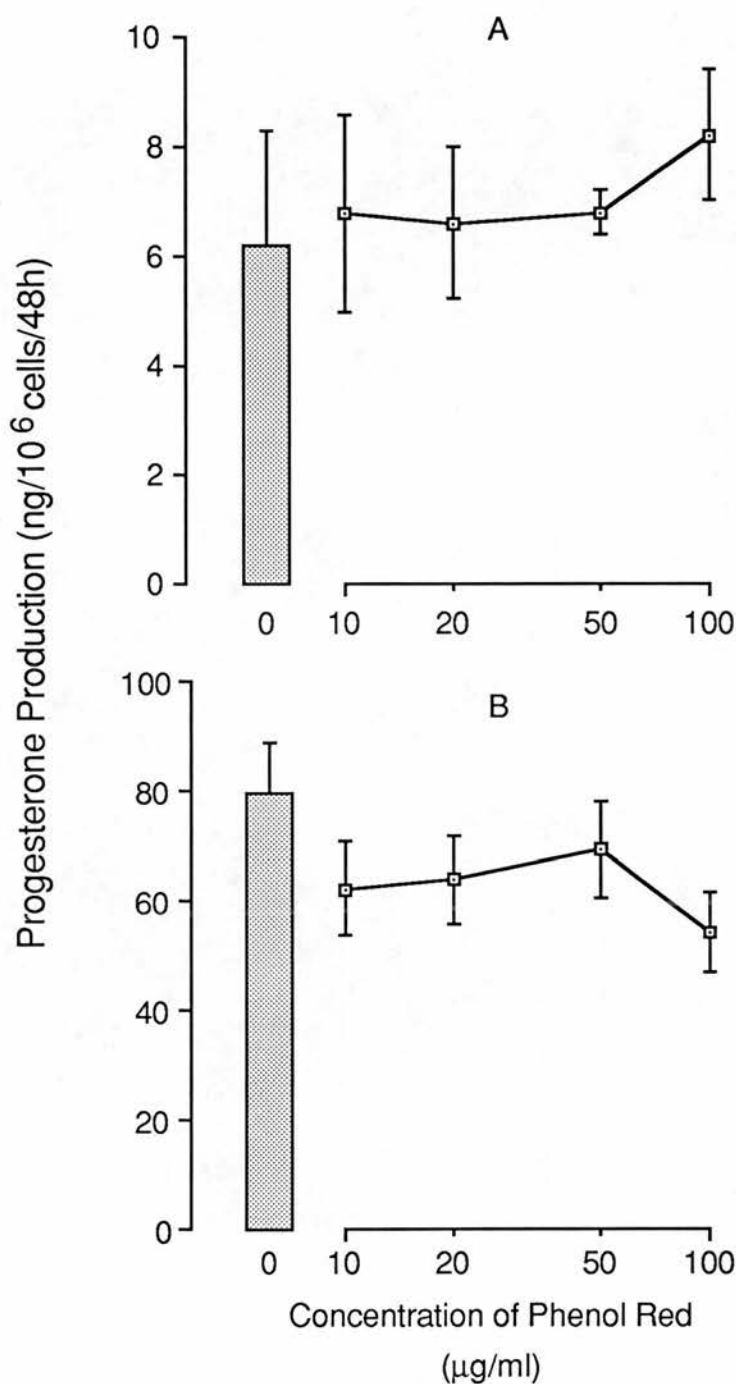 A
10
8
6
4
2
0
0 10 20 50 100
B
100
80
60
40
20
0
0 10 20 50 100
Progesterone Production (ng/10⁶ cells/48h)
Concentration of Phenol Red
(µg/ml)